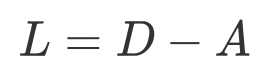 L = D − A